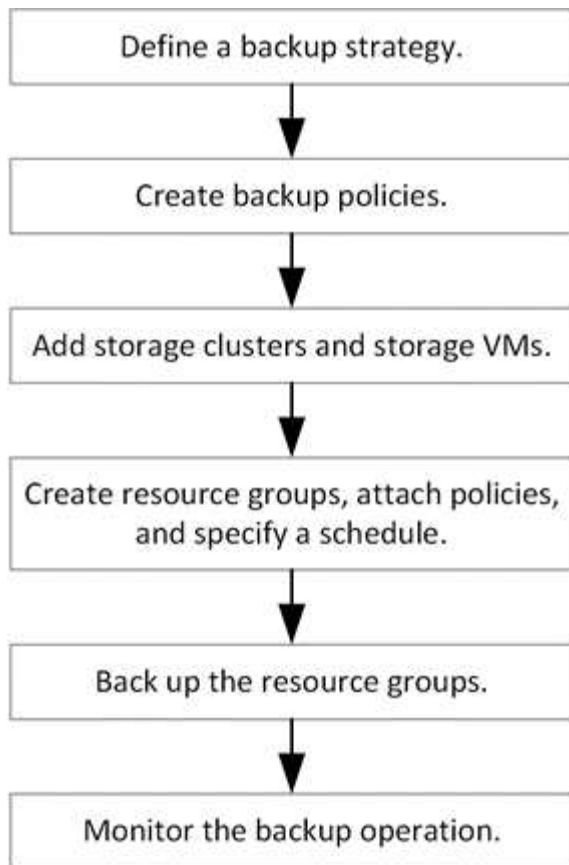 Define a backup strategy.
Create backup policies.
Add storage clusters and storage VMs.
Create resource groups, attach policies,
and specify a schedule.
Back up the resource groups.
Monitor the backup operation.